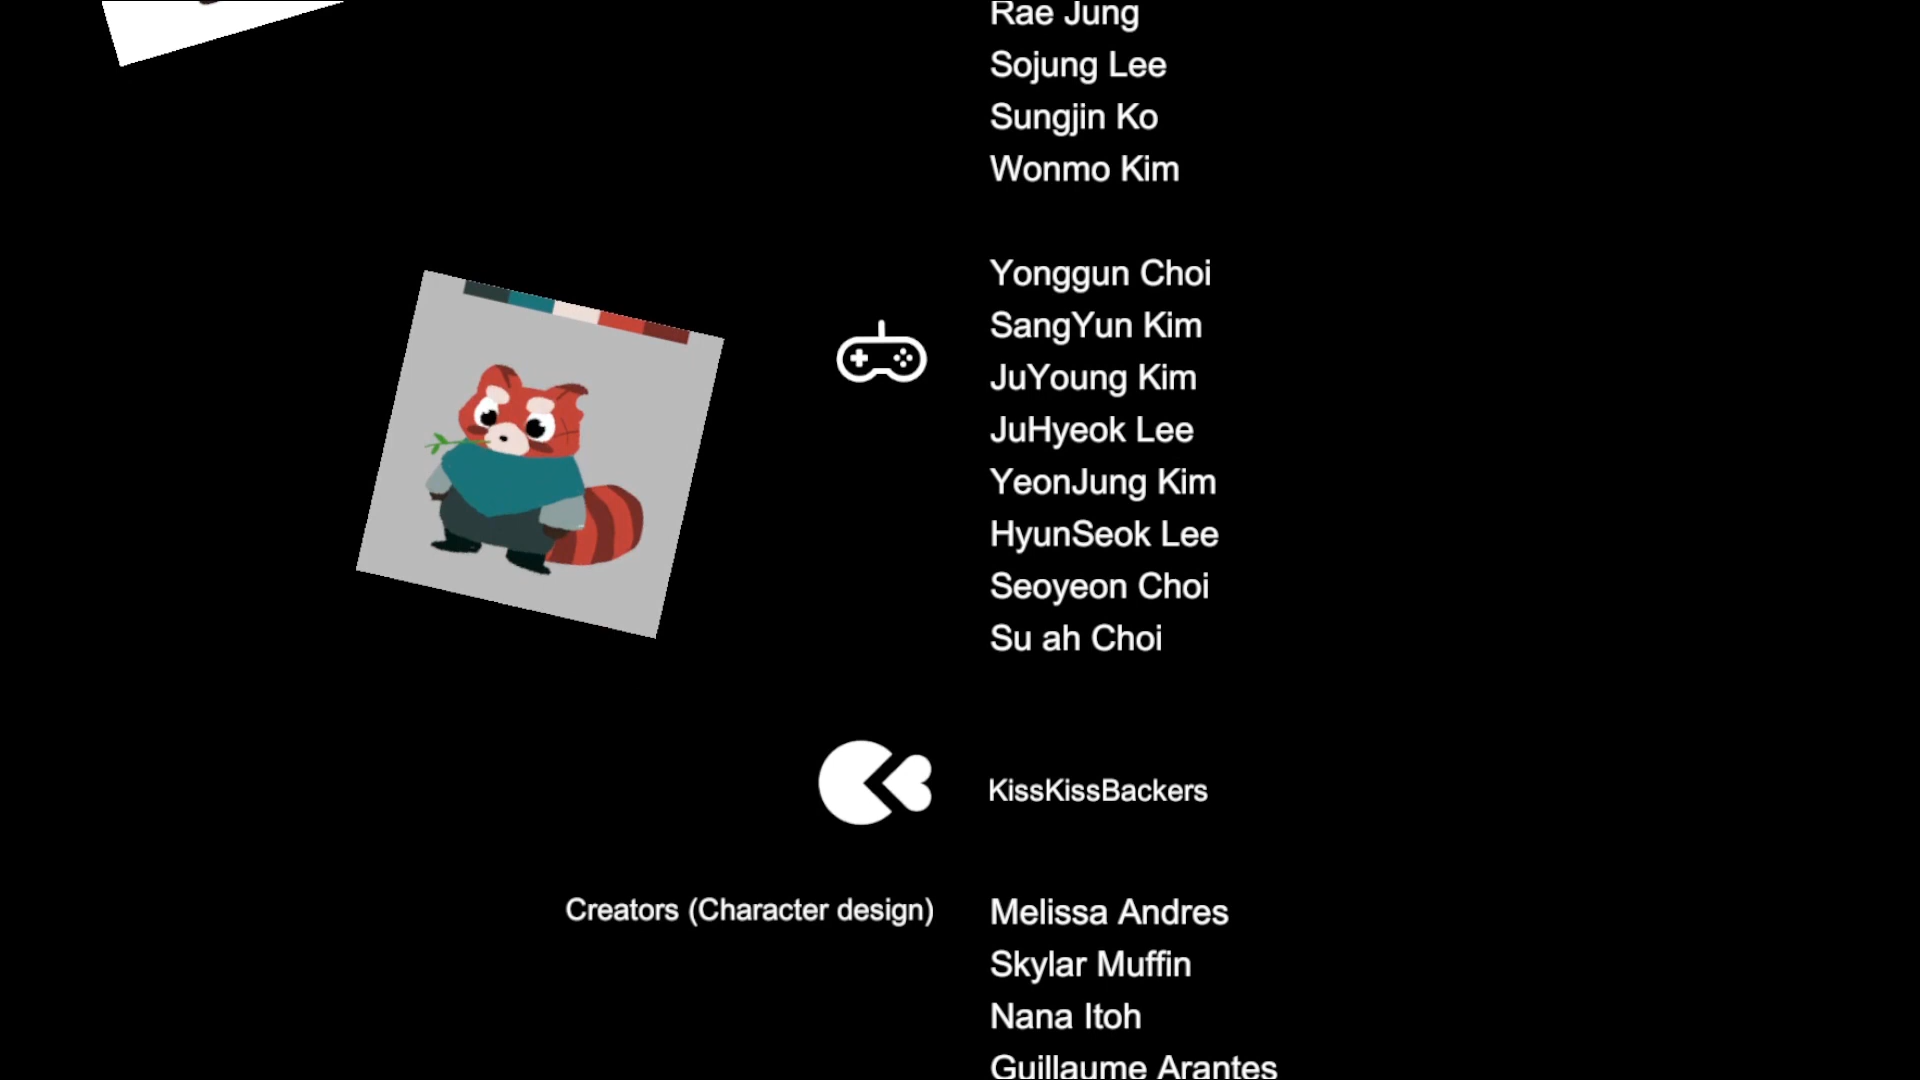 Rae Jung
Sojung Lee
Sungjin Ko
Wonmo Kim
Yonggun Choi
SangYun Kim
JuYoung Kim
JuHyeok Lee
YeonJung Kim
HyunSeok Lee
Seoyeon Choi
Su ah Choi
KissKissBackers
Creators (Character design) Melissa Andres
Skylar Muffin
Nana Itoh
Guillaume Arantes